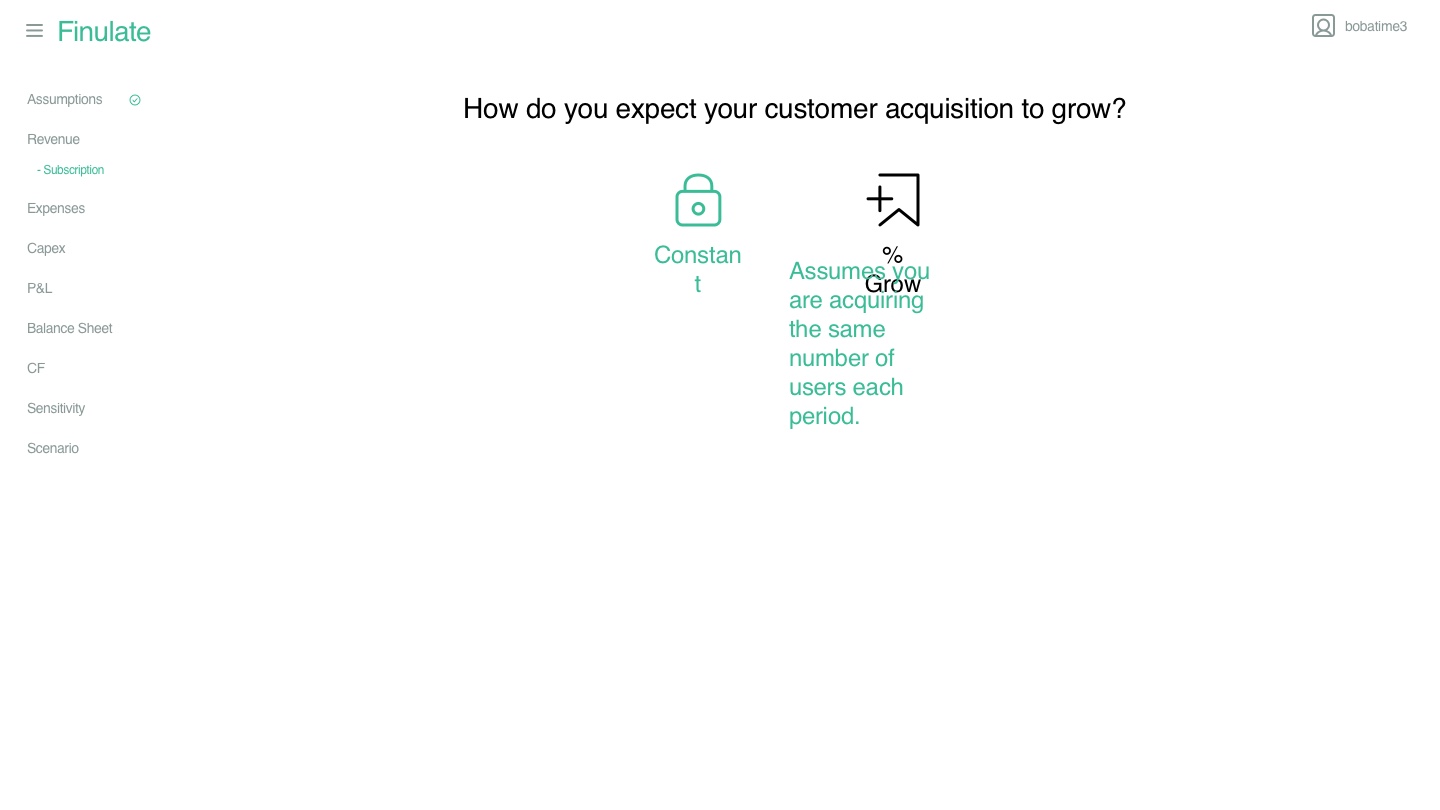 Finulate
bobatime3
Assumptions
Revenue
- Subscription
Expenses
Capex
P&L
Balance Sheet
CF
Sensitivity
Scenario
How do you expect your customer acquisition to grow?
Constan
t
%
Grow
Assumes you
are acquiring
the same
number of
users each
period.